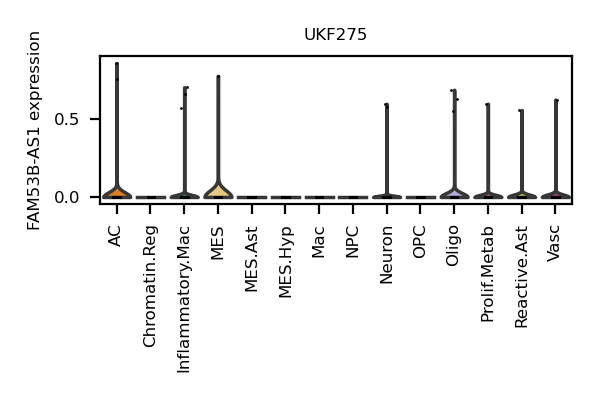 UKF275
FAM53B-AS1 expression
0.5
0.0
AC
Chromatin.Reg
Inflammatory.Mac
MES
MES.Ast
MES.Hyp
Mac
NPC
Neuron
OPC
Oligo
Prolif.Metab
Reactive.Ast
Vasc